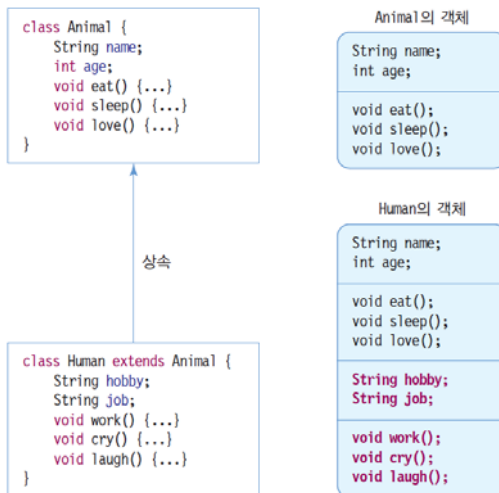 class Animal {
String name;
int age;
void eat() {...}
void sleep() {...}
void love() {...}
}
상속
class Human extends Animal {
String hobby;
String job;
void work() {...}
void cry() {...}
void laugh() {...}
}
Animal의 객체
String name;
int age;
void eat();
void sleep();
void love();
Human의 객체
String name;
int age;
void eat();
void sleep();
void love();
String hobby;
String job;
void work();
void cry();
void laugh();